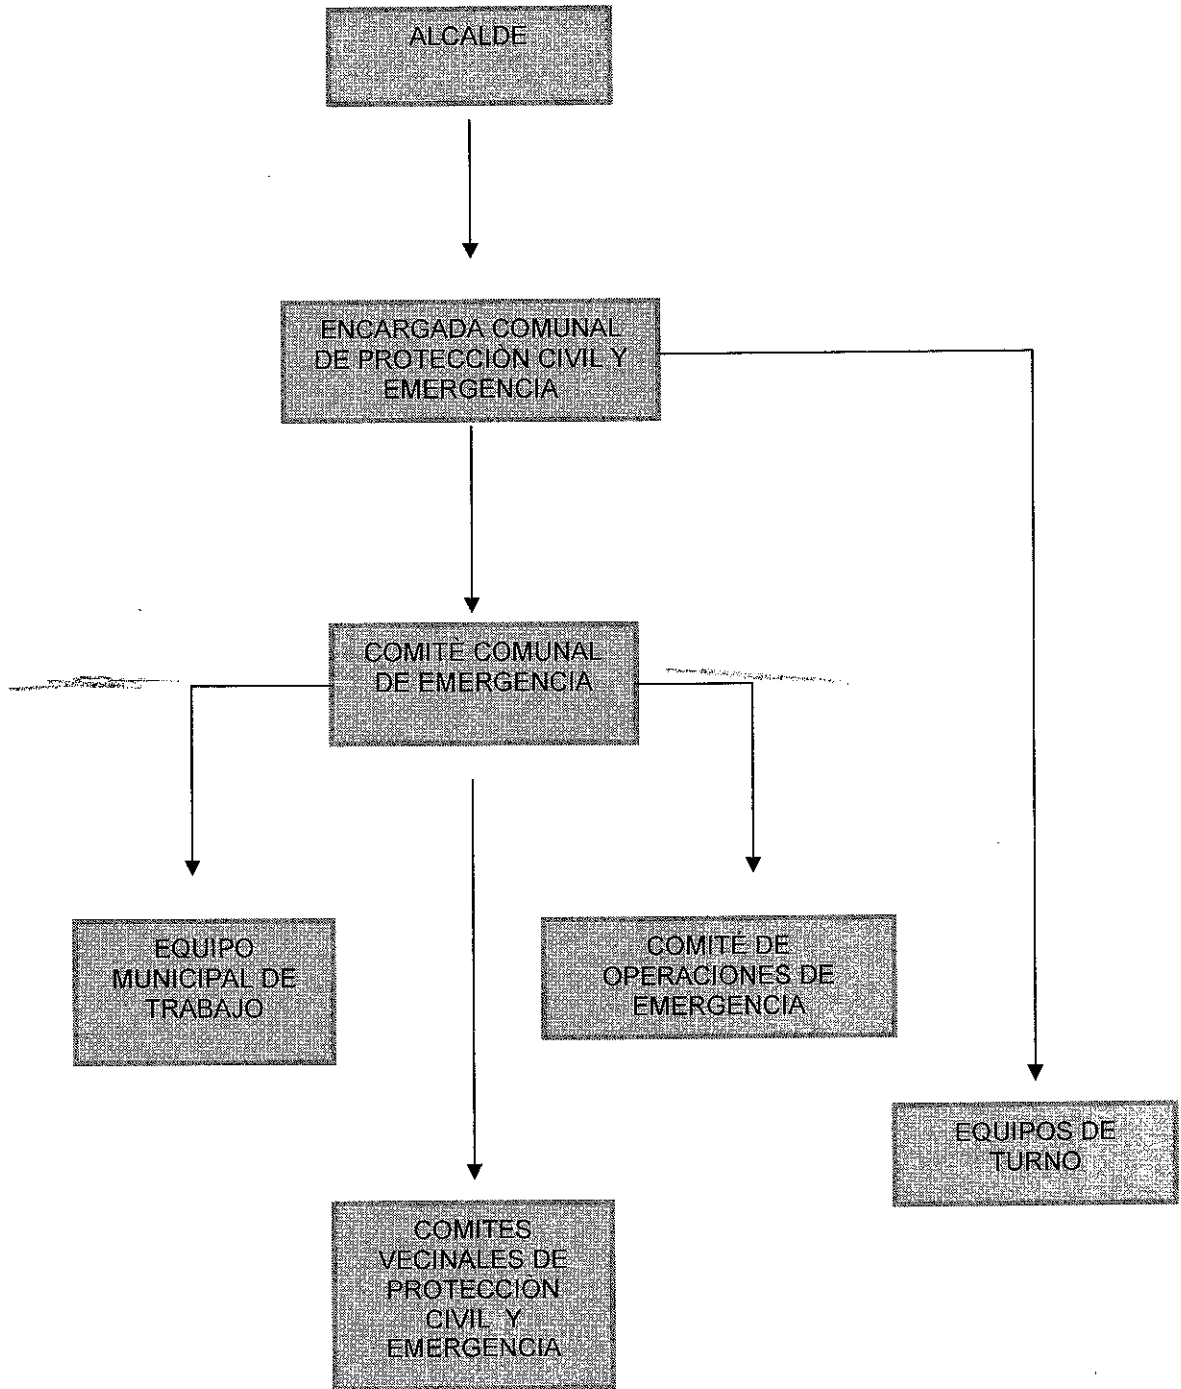 ALCALDE
ENCARGADA COMUNAL
DE PROTECCIÓN CIVIL Y
EMERGENCIA
COMITÉ COMUNAL
DE EMERGENCIA
EQUIPO
MUNICIPAL DE
TRABAJO
COMITÉ DE
OPERACIONES DE
EMERGENCIA
EQUIPOS DE
TURNO
COMITES
VECINALES DE
PROTECCIÓN
CIVIL Y
EMERGENCIA